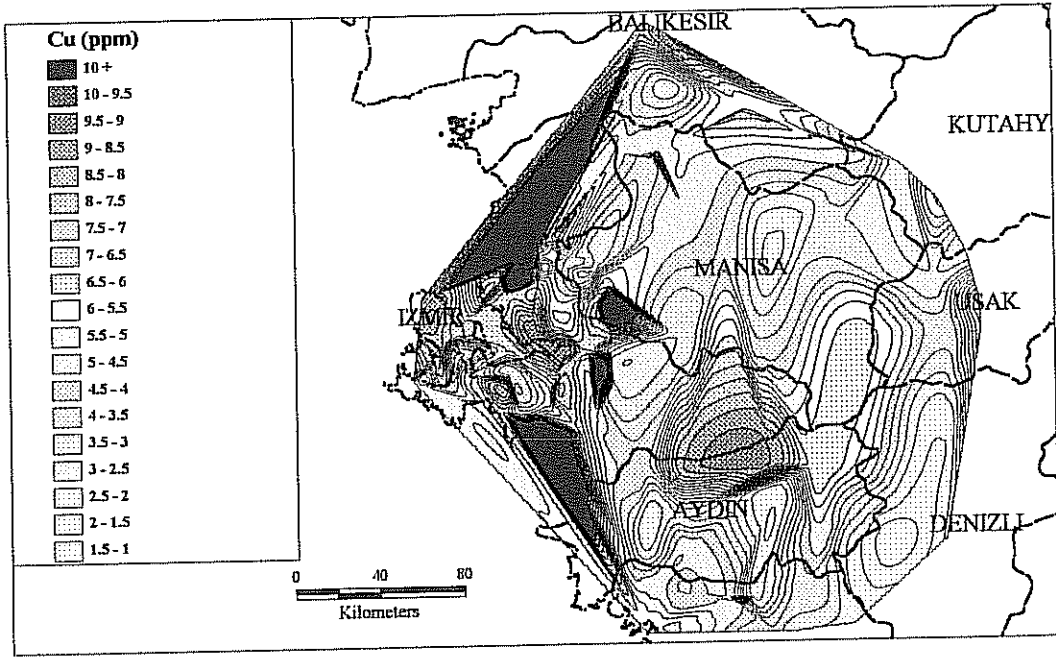 BALIKESIR
Cu (ppm)
10+
10 - 9.5
9.5 - 9
9 - 8.5
8.5 - 8
8 - 7.5
7.5 - 7
7 - 6.5
6.5 - 6
6 - 5.5
5.5 - 5
5 - 4.5
4.5 - 4
4 - 3.5
3.5 - 3
3 - 2.5
2.5 - 2
2 - 1.5
1.5 - 1
KUTAHY
MANISA
IZMIR
USAK
AYDIN
DENIZLI
0 40 80
Kilometers